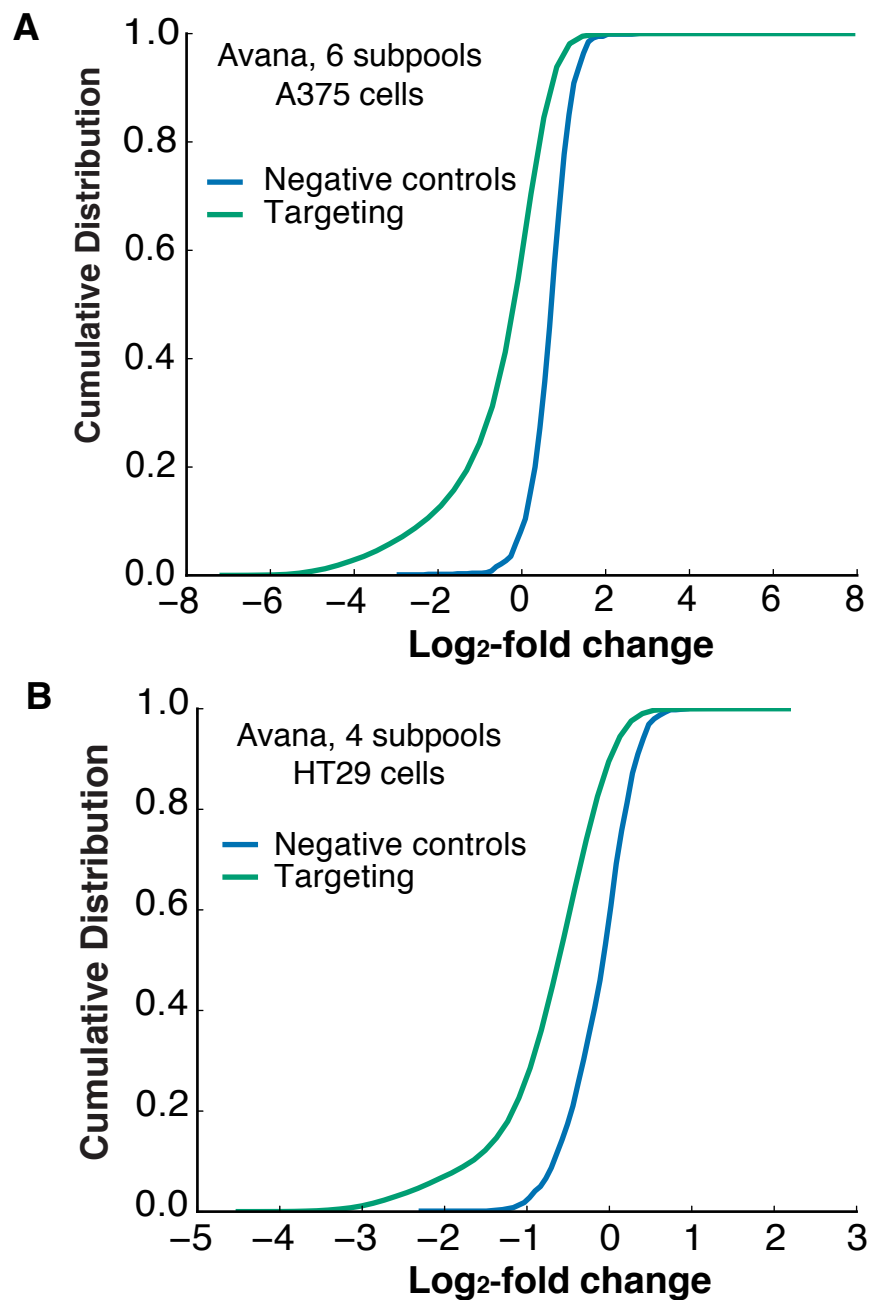 A
Avana, 6 subpools
A375 cells
Negative controls
Targeting
Cumulative Distribution
1.0
0.8
0.6
0.4
0.2
0.0
−8 −6 −4 −2 0 2 4 6 8
Log2-fold change
B
Avana, 4 subpools
HT29 cells
Negative controls
Targeting
Cumulative Distribution
1.0
0.8
0.6
0.4
0.2
0.0
-5 −4 −3 −2 −1 0 1 2 3
Log2-fold change